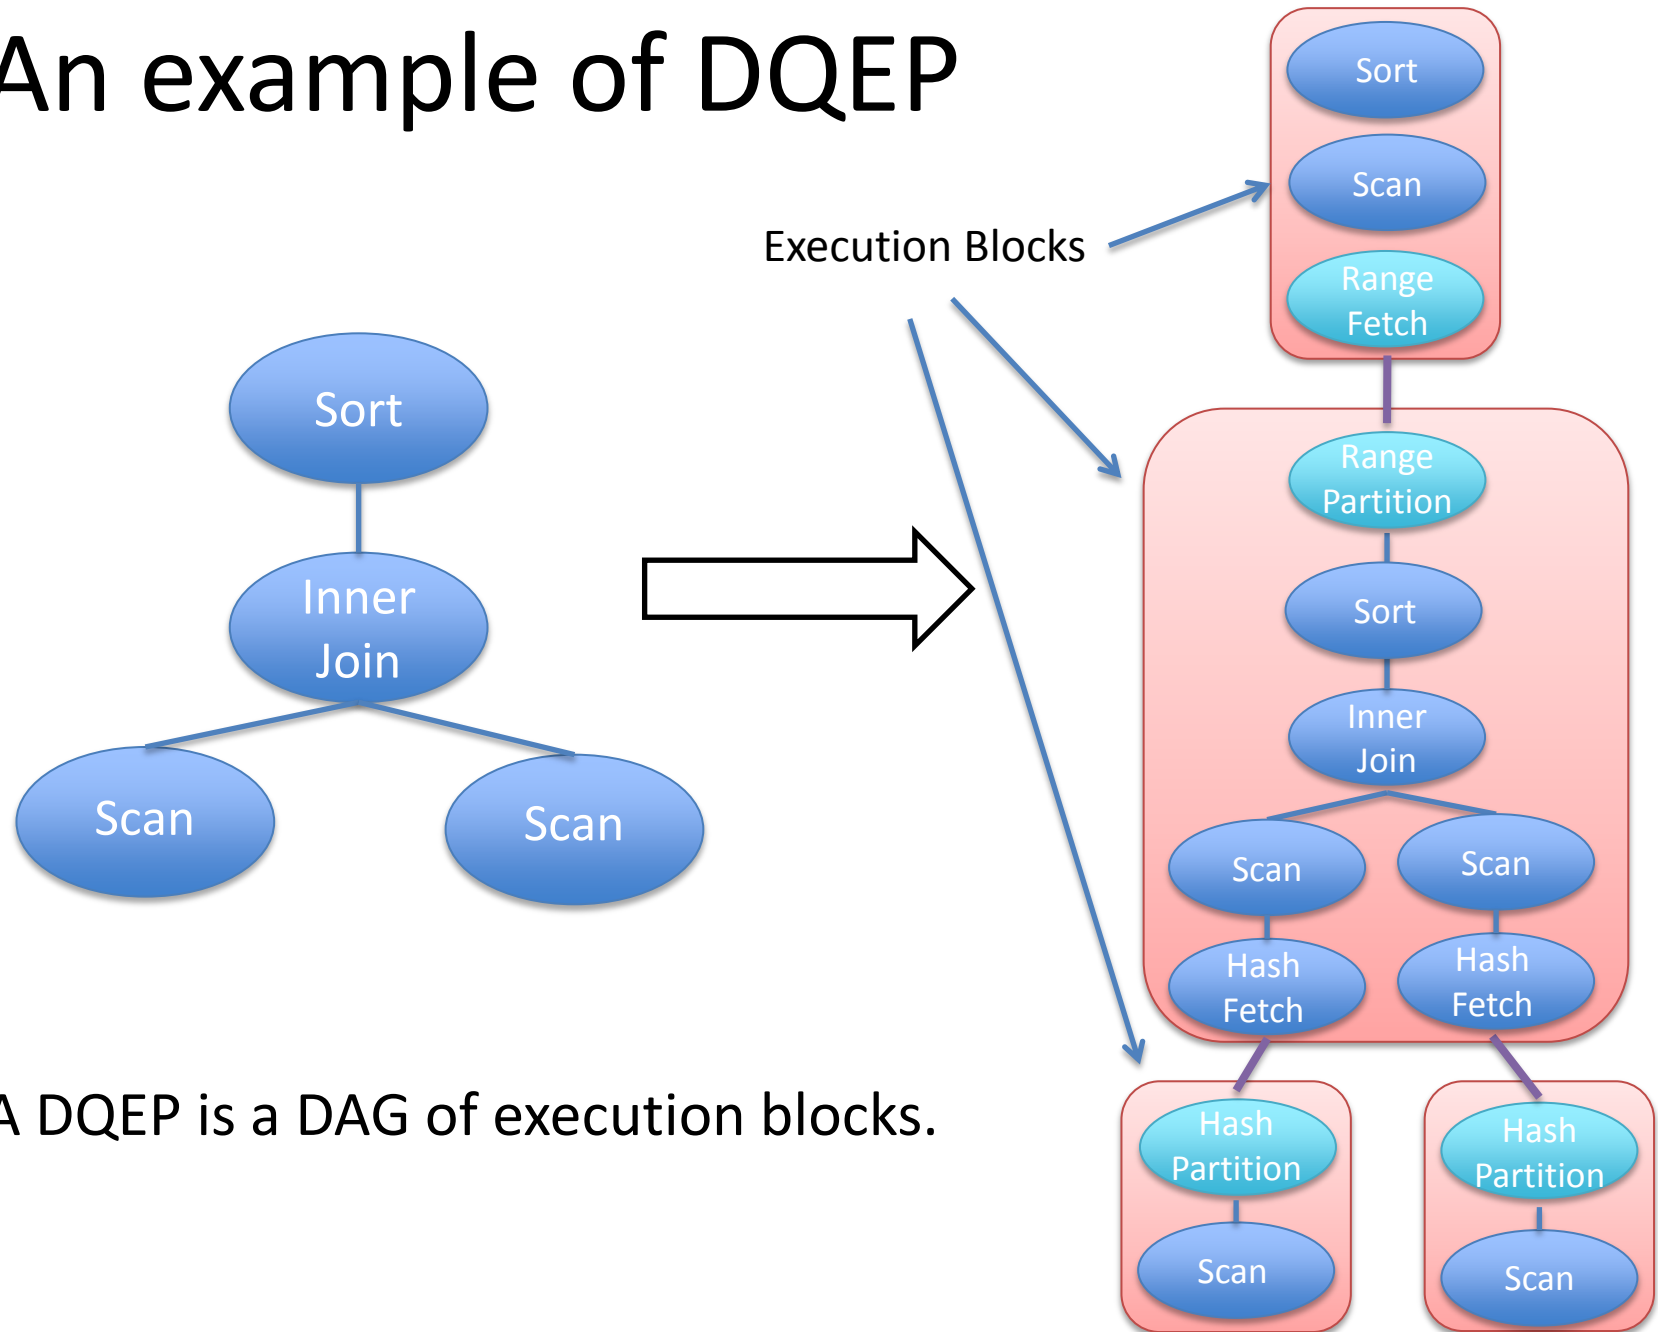 An example of DQEP
Sort
Scan
Range
Fetch
Execution Blocks
Sort
Inner
Join
Scan
Scan
Range
Partition
Sort
Inner
Join
Scan
Scan
Hash
Fetch
Hash
Fetch
A DQEP is a DAG of execution blocks.
Hash
Partition
Scan
Hash
Partition
Scan